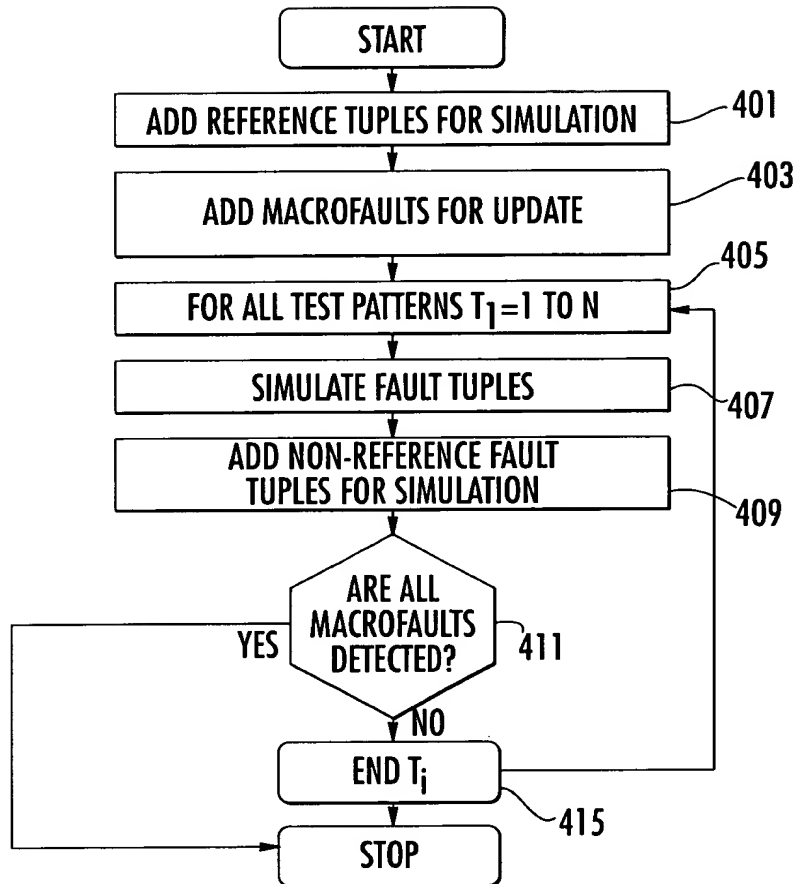 START
ADD REFERENCE TUPLES FOR SIMULATION
401
ADD MACROFAULTS FOR UPDATE
403
405
FOR ALL TEST PATTERNS T1=1 TO N
SIMULATE FAULT TUPLES
407
ADD NON-REFERENCE FAULT
TUPLES FOR SIMULATION
409
ARE ALL
MACROFAULTS
DETECTED?
411
YES
NO
END Ti
415
STOP